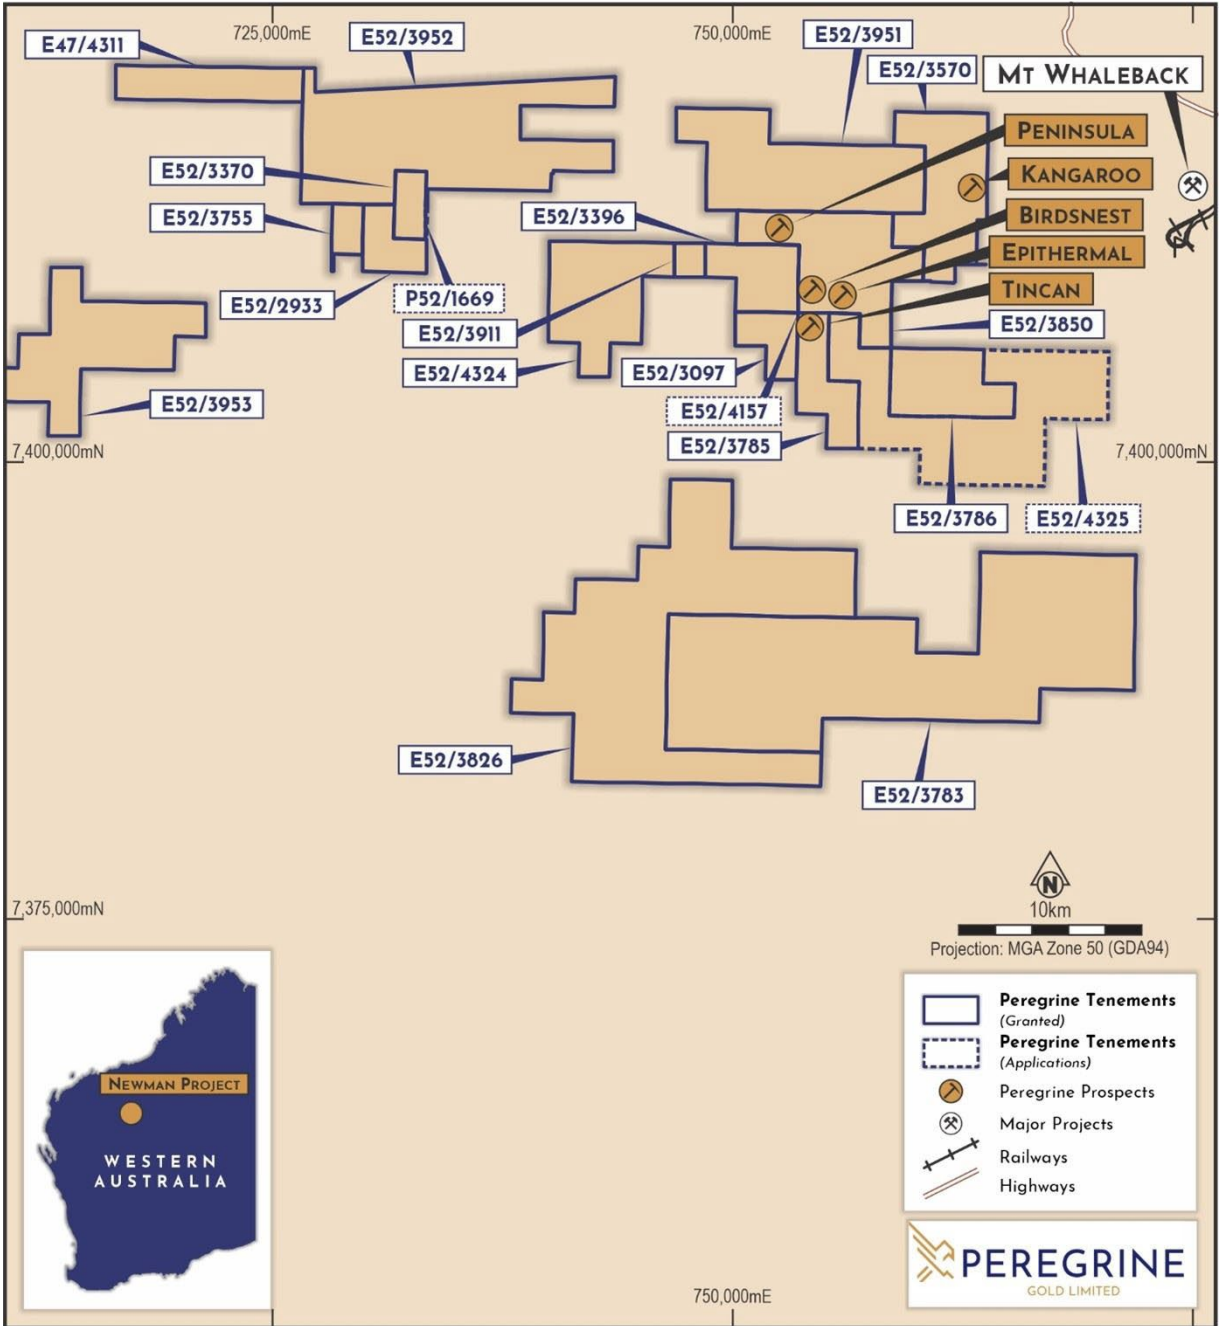 725,000mE
750,000mE
E47/4311
E52/3952
E52/3951
E52/3570
MT WHALEBACK
PENINSULA
KANGAROO
E52/3370
E52/3755
E52/3396
BIRDSNEST
EPITHERMAL
TINCAN
E52/2933
P52/1669
E52/3911
E52/3850
E52/4324
E52/3097
E52/3953
E52/4157
E52/3785
7,400,000mN
7,400,000mN
E52/3786
E52/4325
E52/3826
E52/3783
7,375,000mN
N
10km
Projection: MGA Zone 50 (GDA94)
NEWMAN PROJECT
WESTERN
AUSTRALIA
Peregrine Tenements
(Granted)
Peregrine Tenements
(Applications)
Peregrine Prospects
Major Projects
Railways
Highways
PEREGRINE
GOLD LIMITED
750,000mE